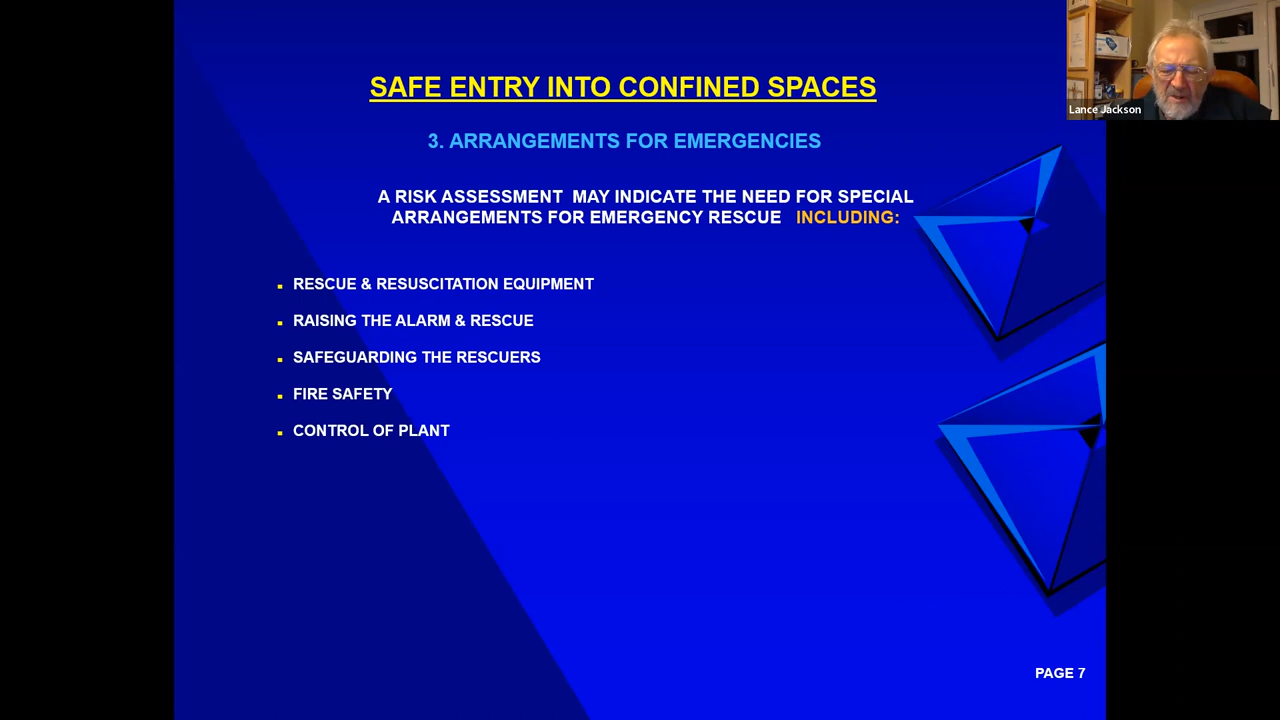 SAFE ENTRY INTO CONFINED SPACES
Lance Jackson
3. ARRANGEMENTS FOR EMERGENCIES
A RISK ASSESSMENT MAY INDICATE THE NEED FOR SPECIAL
ARRANGEMENTS FOR EMERGENCY RESCUE INCLUDING:
RESCUE & RESUSCITATION EQUIPMENT
RAISING THE ALARM & RESCUE
SAFEGUARDING THE RESCUERS
FIRE SAFETY
CONTROL OF PLANT
PAGE 7